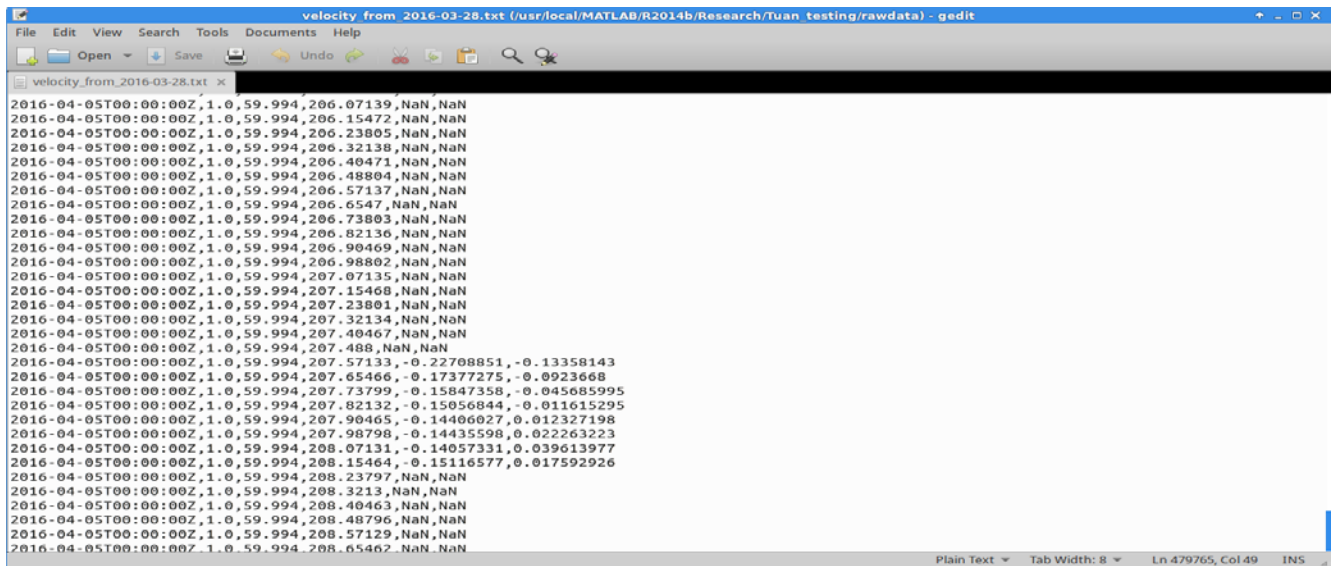 velocity_from_2016-03-28.txt (/usr/local/MATLAB/R2014b/Research/Tuan_testing/rawdata) - gedit
File Edit View Search Tools Documents Help
Open Save Undo
velocity_from_2016-03-28.txt
2016-04-05T00:00:00Z,1.0,59.994,206.07139,NaN,NaN
2016-04-05T00:00:00Z,1.0,59.994,206.15472,NaN,NaN
2016-04-05T00:00:00Z,1.0,59.994,206.23805,NaN,NaN
2016-04-05T00:00:00Z,1.0,59.994,206.32138,NaN,NaN
2016-04-05T00:00:00Z,1.0,59.994,206.40471,NaN,NaN
2016-04-05T00:00:00Z,1.0,59.994,206.48804,NaN,NaN
2016-04-05T00:00:00Z,1.0,59.994,206.57137,NaN,NaN
2016-04-05T00:00:00Z,1.0,59.994,206.6547,NaN,NaN
2016-04-05T00:00:00Z,1.0,59.994,206.73803,NaN,NaN
2016-04-05T00:00:00Z,1.0,59.994,206.82136,NaN,NaN
2016-04-05T00:00:00Z,1.0,59.994,206.90469,NaN,NaN
2016-04-05T00:00:00Z,1.0,59.994,206.98802,NaN,NaN
2016-04-05T00:00:00Z,1.0,59.994,207.07135,NaN,NaN
2016-04-05T00:00:00Z,1.0,59.994,207.15468,NaN,NaN
2016-04-05T00:00:00Z,1.0,59.994,207.23801,NaN,NaN
2016-04-05T00:00:00Z,1.0,59.994,207.32134,NaN,NaN
2016-04-05T00:00:00Z,1.0,59.994,207.40467,NaN,NaN
2016-04-05T00:00:00Z,1.0,59.994,207.488,NaN,NaN
2016-04-05T00:00:00Z,1.0,59.994,207.57133,-0.22708851,-0.13358143
2016-04-05T00:00:00Z,1.0,59.994,207.65466,-0.17377275,-0.0923668
2016-04-05T00:00:00Z,1.0,59.994,207.73799,-0.15847358,-0.045685995
2016-04-05T00:00:00Z,1.0,59.994,207.82132,-0.15056844,-0.011615295
2016-04-05T00:00:00Z,1.0,59.994,207.90465,-0.14406027,0.012327198
2016-04-05T00:00:00Z,1.0,59.994,207.98798,-0.14435598,0.022263223
2016-04-05T00:00:00Z,1.0,59.994,208.07131,-0.14057331,0.039613977
2016-04-05T00:00:00Z,1.0,59.994,208.15464,-0.15116577,0.017592926
2016-04-05T00:00:00Z,1.0,59.994,208.23797,NaN,NaN
2016-04-05T00:00:00Z,1.0,59.994,208.3213,NaN,NaN
2016-04-05T00:00:00Z,1.0,59.994,208.40463,NaN,NaN
2016-04-05T00:00:00Z,1.0,59.994,208.48796,NaN,NaN
2016-04-05T00:00:00Z,1.0,59.994,208.57129,NaN,NaN
2016-04-05T00:00:00Z,1.0,59.994,208.65462,NaN,NaN
Plain Text Tab Width: 8 Ln 479765, Col 49 INS